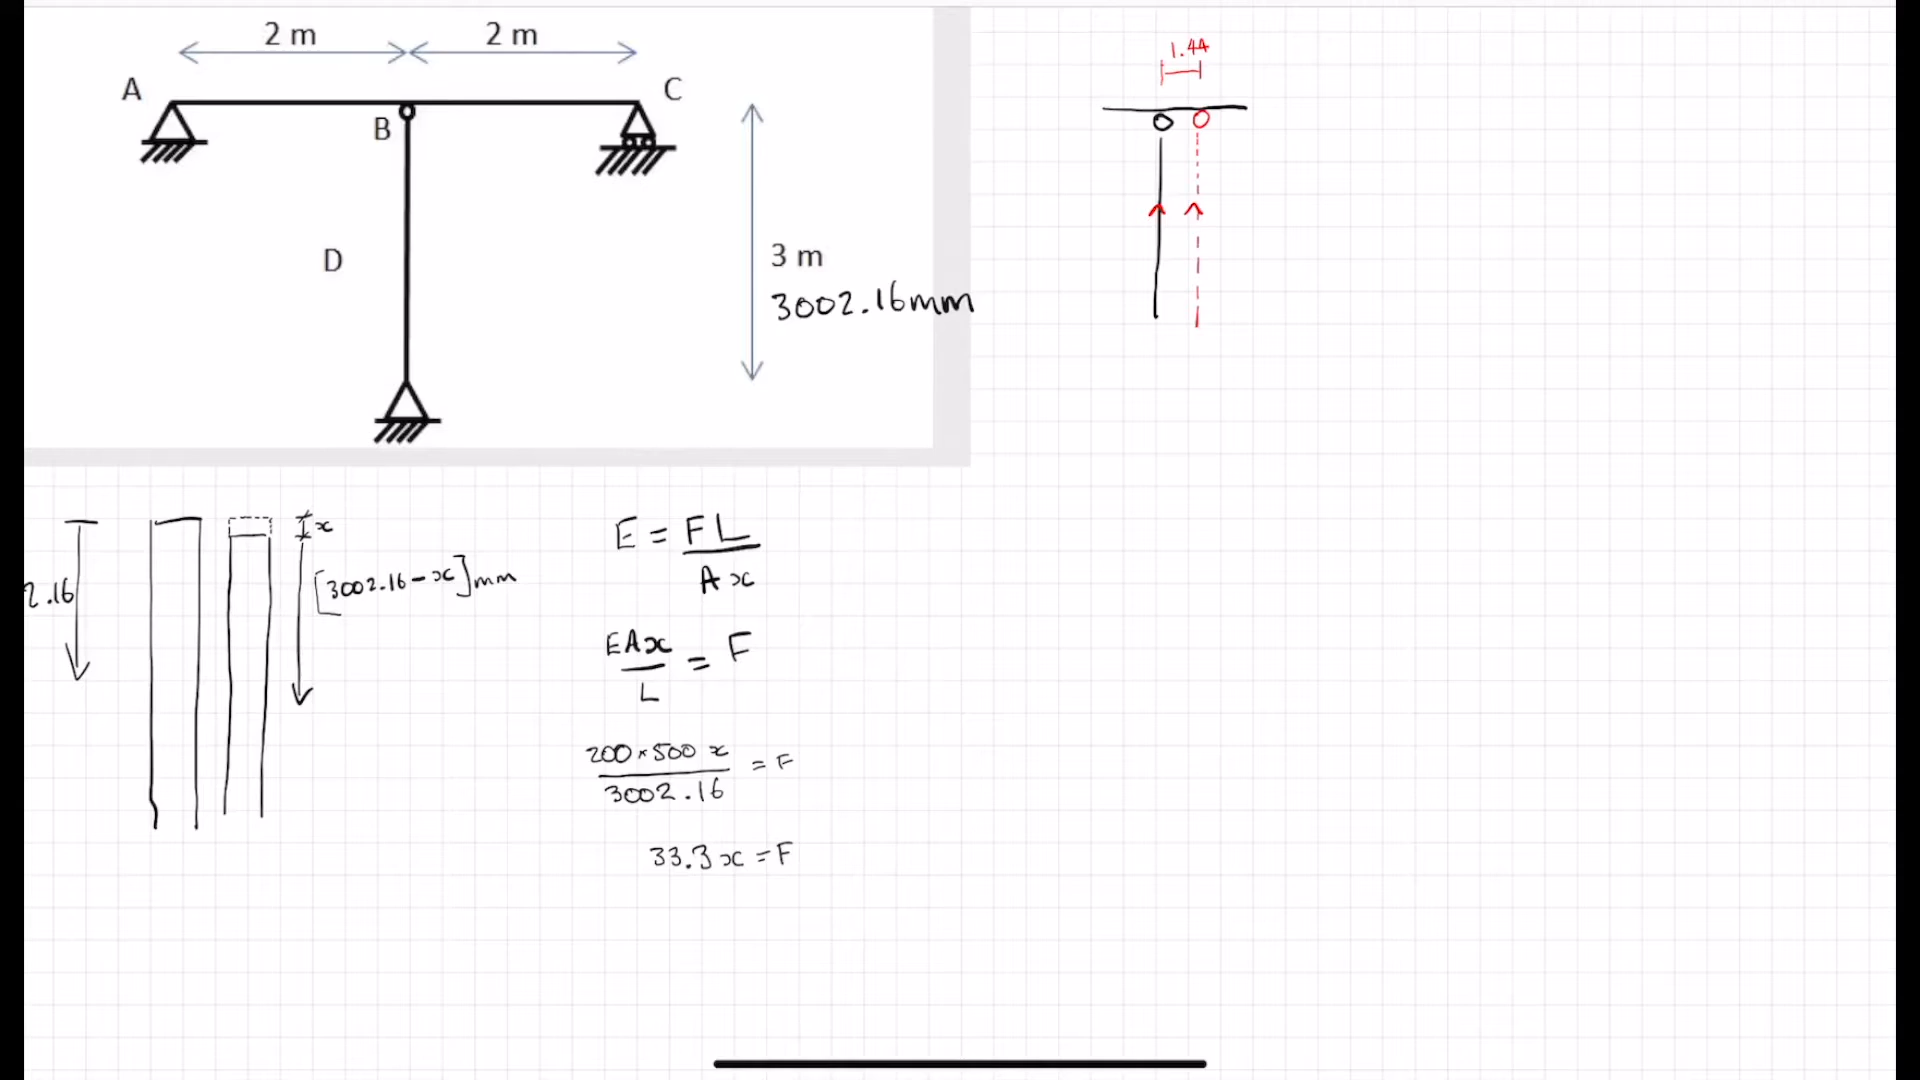 2 m 2 m
A C
B
D
3 m
3002.16mm
1.44
x
2.16
[3002.16-x]mm
E = FL
Ax
EAx = F
L
200×500 x = F
3002.16
33.3x = F